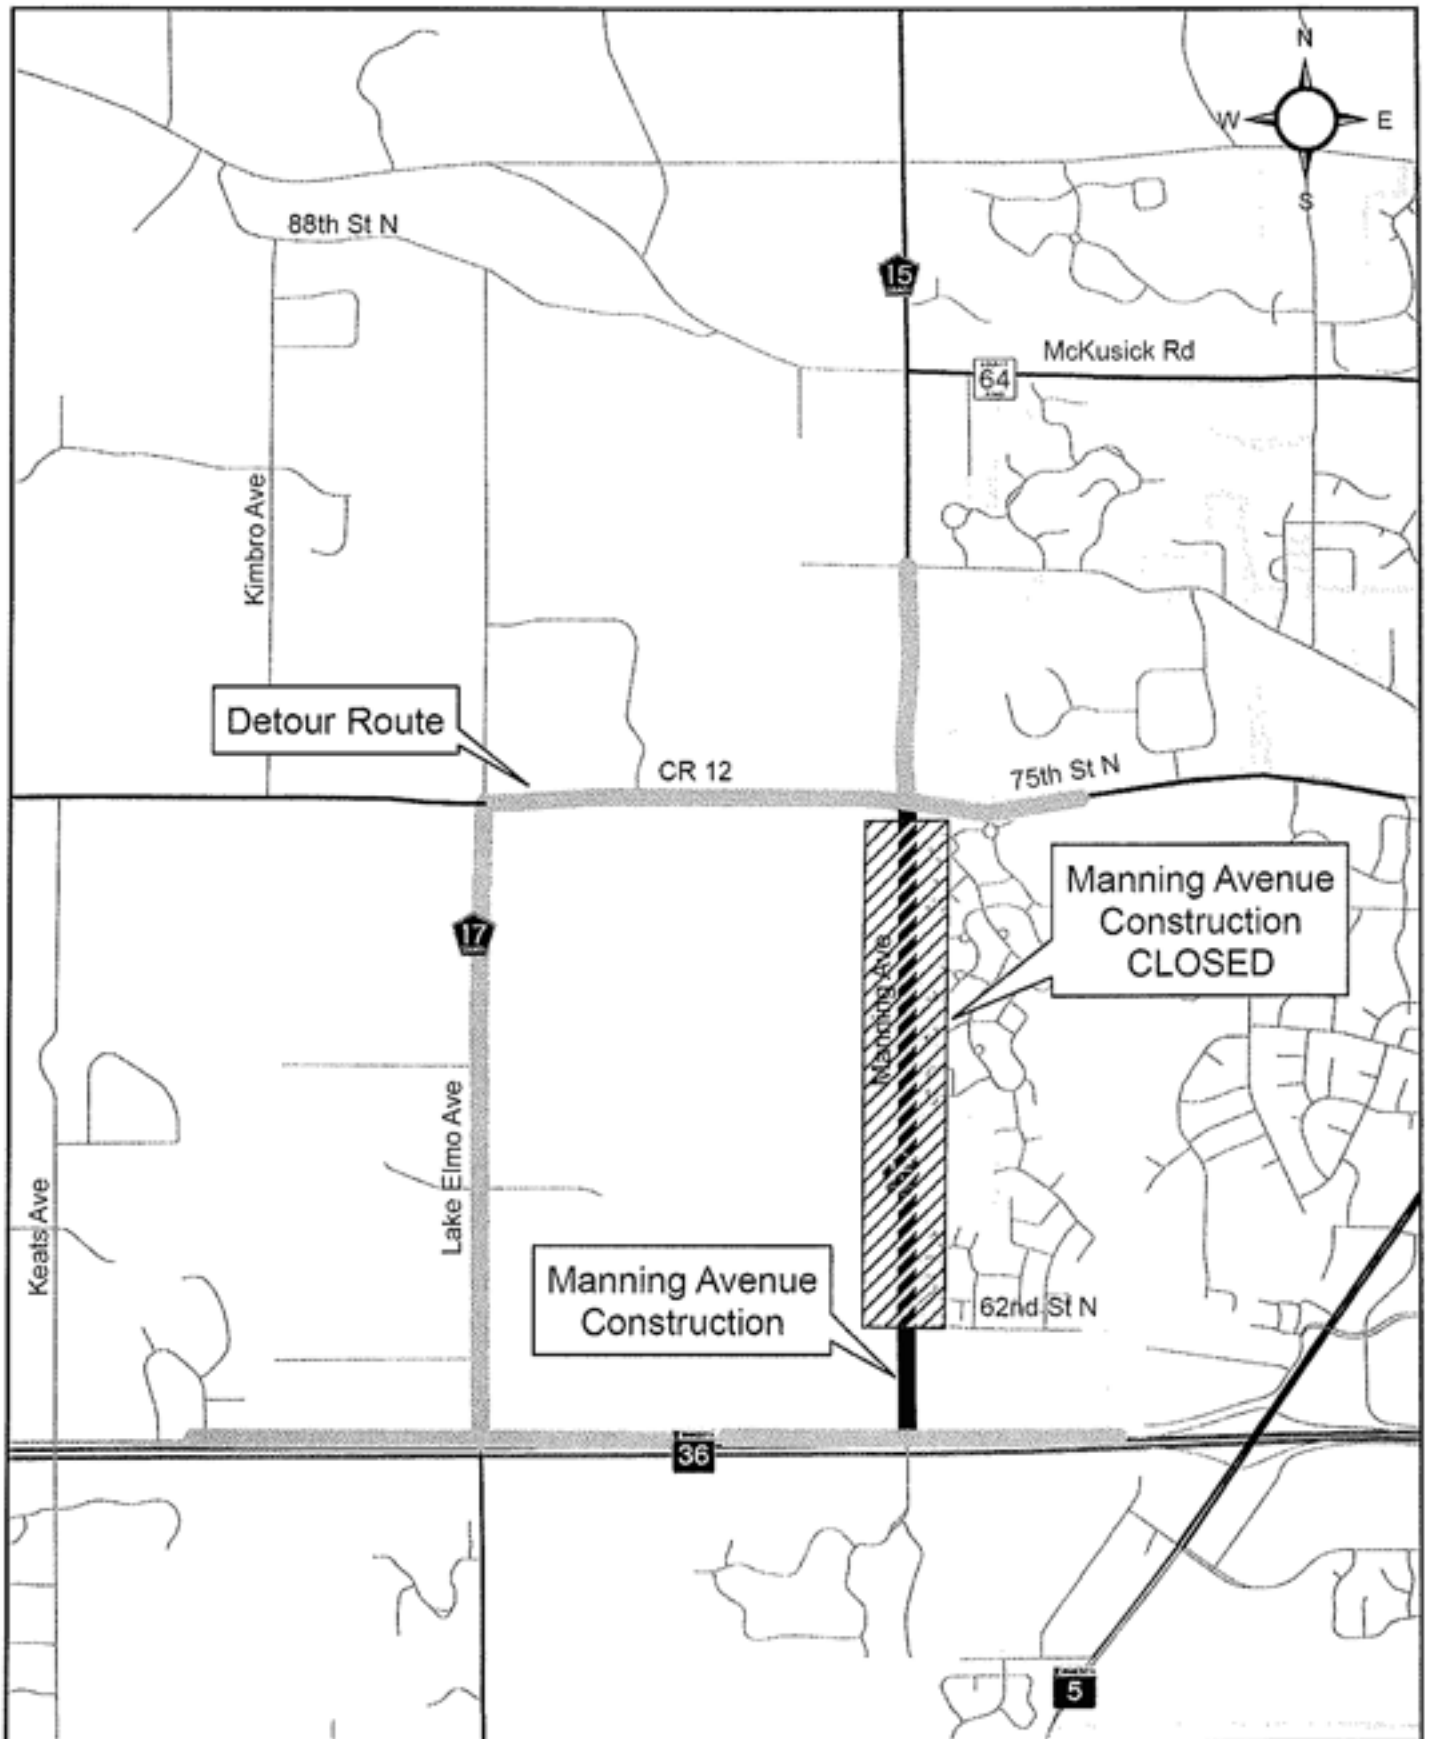 N
W E
S
88th St N
15
McKusick Rd
64
Kimbro Ave
Detour Route
CR 12
75th St N
Manning Avenue
Construction
CLOSED
17
Manning Ave
Lake Elmo Ave
Keats Ave
Manning Avenue
Construction
62nd St N
36
5